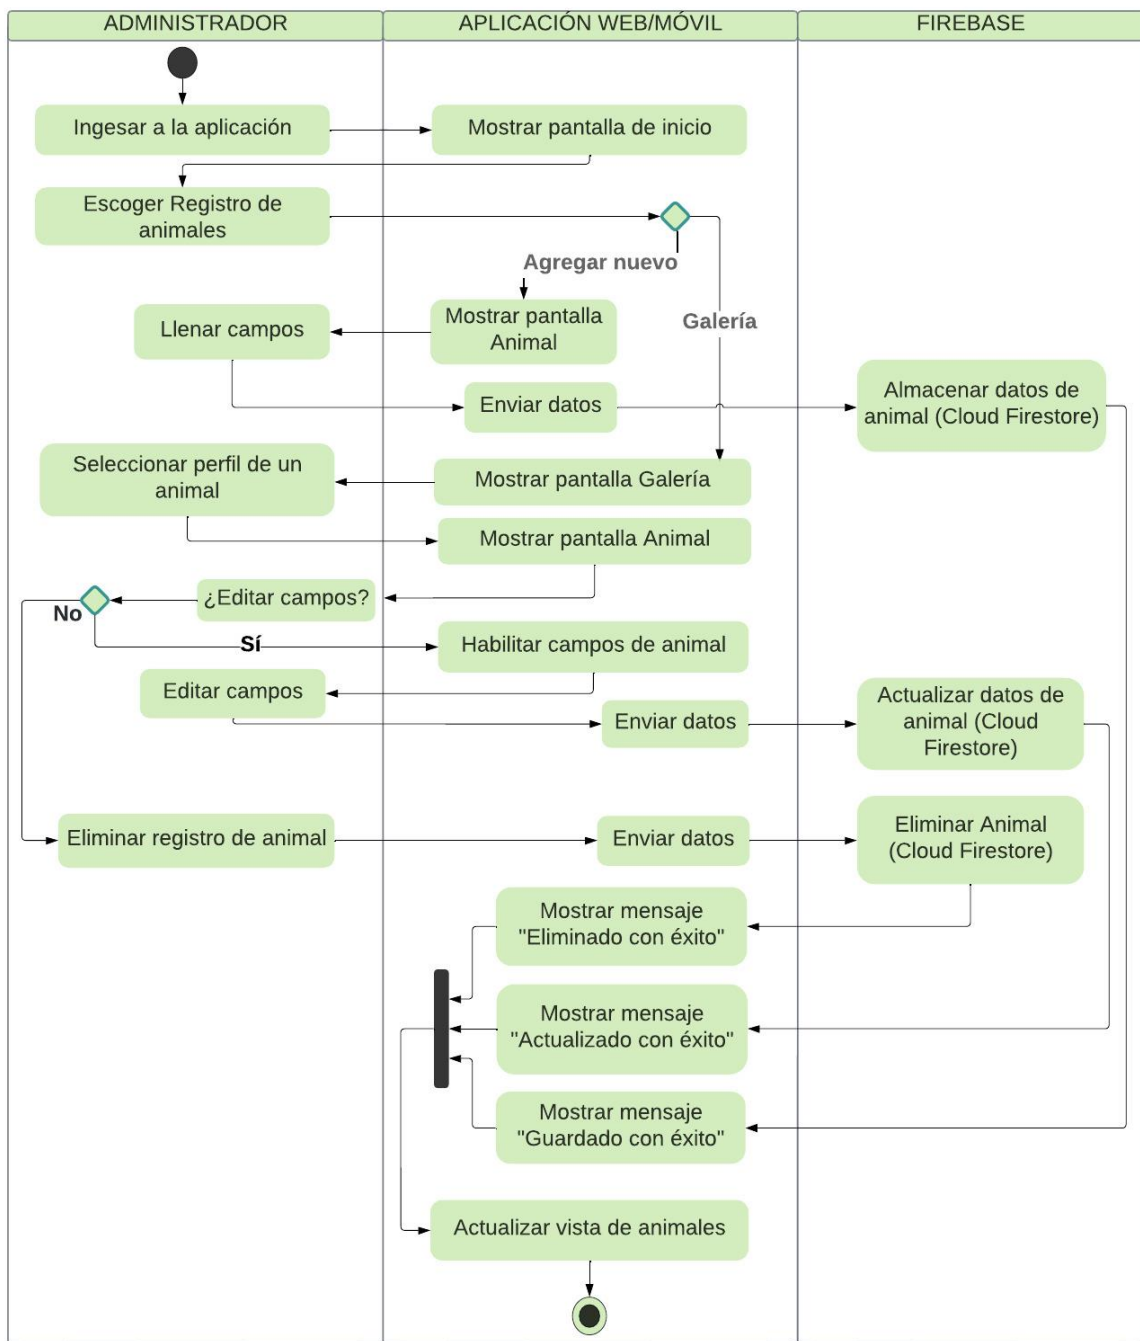 ADMINISTRADOR
APLICACIÓN WEB/MÓVIL
FIREBASE
Ingesar a la aplicación
Mostrar pantalla de inicio
Escoger Registro de
animales
Agregar nuevo
Galería
Mostrar pantalla
Animal
Llenar campos
Enviar datos
Almacenar datos de
animal (Cloud Firestore)
Seleccionar perfil de un
animal
Mostrar pantalla Galería
Mostrar pantalla Animal
¿Editar campos?
No
Sí
Habilitar campos de animal
Editar campos
Enviar datos
Actualizar datos de
animal (Cloud
Firestore)
Eliminar registro de animal
Enviar datos
Eliminar Animal
(Cloud Firestore)
Mostrar mensaje
"Eliminado con éxito"
Mostrar mensaje
"Actualizado con éxito"
Mostrar mensaje
"Guardado con éxito"
Actualizar vista de animales